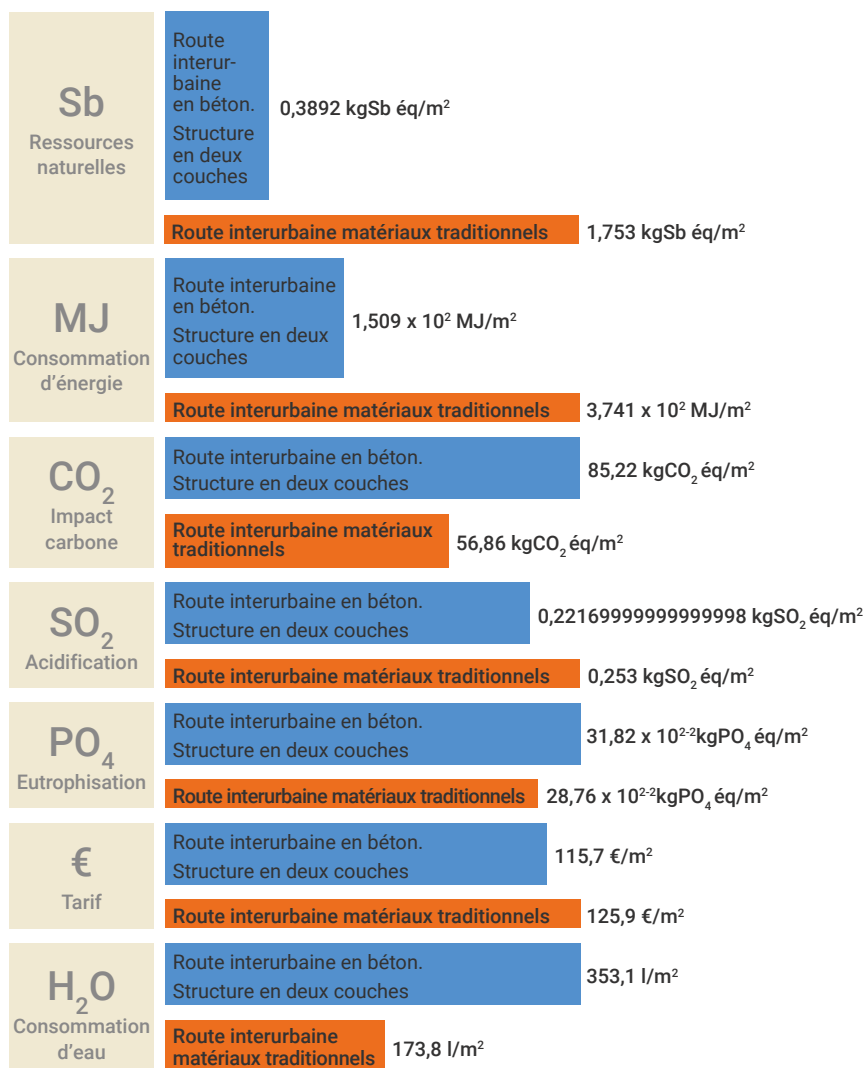 Sb
Ressources
naturelles
Route
interur-
baine
en béton.
Structure
en deux
couches
0,3892 kgSb éq/m²
Route interurbaine matériaux traditionnels
1,753 kgSb éq/m²
MJ
Consommation
d’énergie
Route interurbaine
en béton.
Structure en deux
couches
1,509 x 10² MJ/m²
Route interurbaine matériaux traditionnels
3,741 x 10² MJ/m²
CO₂
Impact
carbone
Route interurbaine en béton.
Structure en deux couches
85,22 kgCO₂ éq/m²
Route interurbaine matériaux
traditionnels
56,86 kgCO₂ éq/m²
SO₂
Acidification
Route interurbaine en béton.
Structure en deux couches
0,22169999999999998 kgSO₂ éq/m²
Route interurbaine matériaux traditionnels
0,253 kgSO₂ éq/m²
PO₄
Eutrophisation
Route interurbaine en béton.
Structure en deux couches
31,82 x 10²⁻²kgPO₄ éq/m²
Route interurbaine matériaux traditionnels
28,76 x 10²⁻²kgPO₄ éq/m²
€
Tarif
Route interurbaine en béton.
Structure en deux couches
115,7 €/m²
Route interurbaine matériaux traditionnels
125,9 €/m²
H₂O
Consommation
d’eau
Route interurbaine en béton.
Structure en deux couches
353,1 l/m²
Route interurbaine
matériaux traditionnels
173,8 l/m²